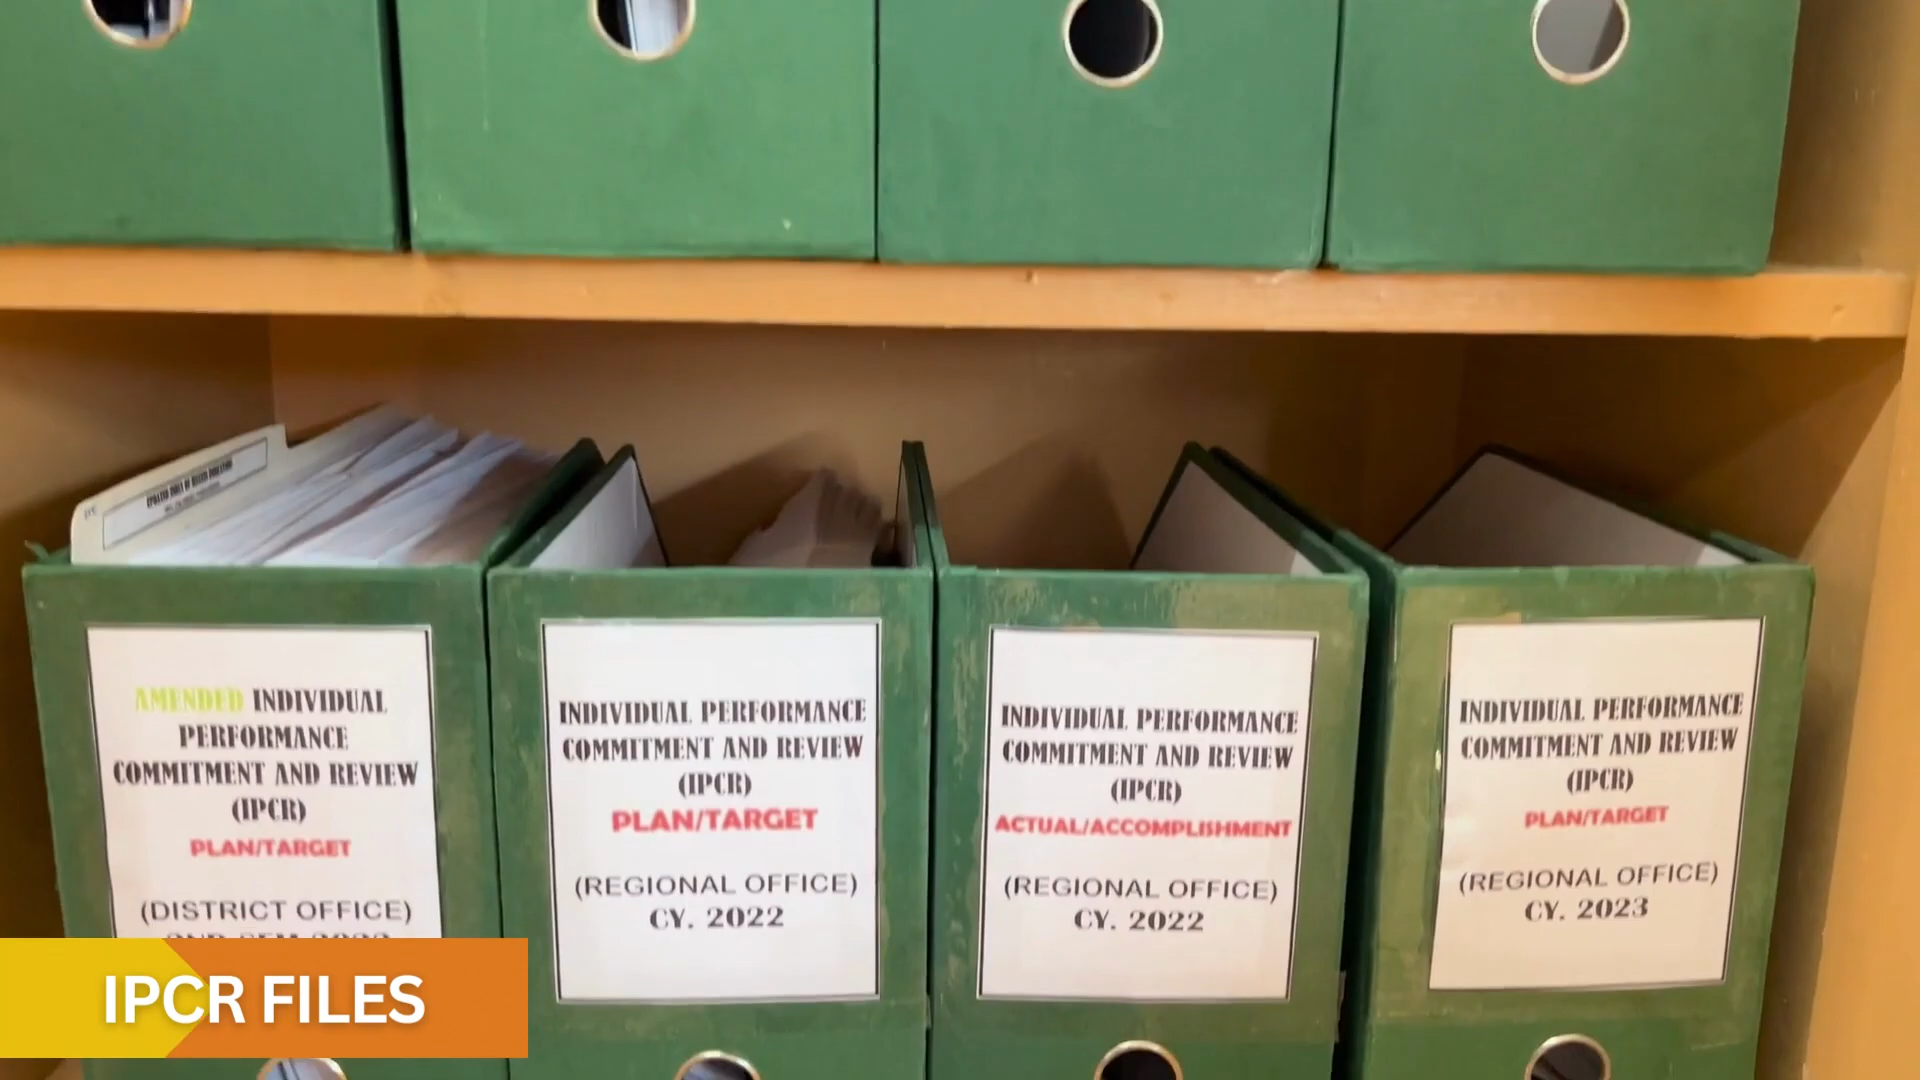 AMENDED INDIVIDUAL
PERFORMANCE
COMMITMENT AND REVIEW
(IPCR)
PLAN/TARGET
(DISTRICT OFFICE)
INDIVIDUAL PERFORMANCE
COMMITMENT AND REVIEW
(IPCR)
PLAN/TARGET
(REGIONAL OFFICE)
CY. 2022
INDIVIDUAL PERFORMANCE
COMMITMENT AND REVIEW
(IPCR)
ACTUAL/ACCOMPLISHMENT
(REGIONAL OFFICE)
CY. 2022
INDIVIDUAL PERFORMANCE
COMMITMENT AND REVIEW
(IPCR)
PLAN/TARGET
(REGIONAL OFFICE)
CY. 2023
IPCR FILES